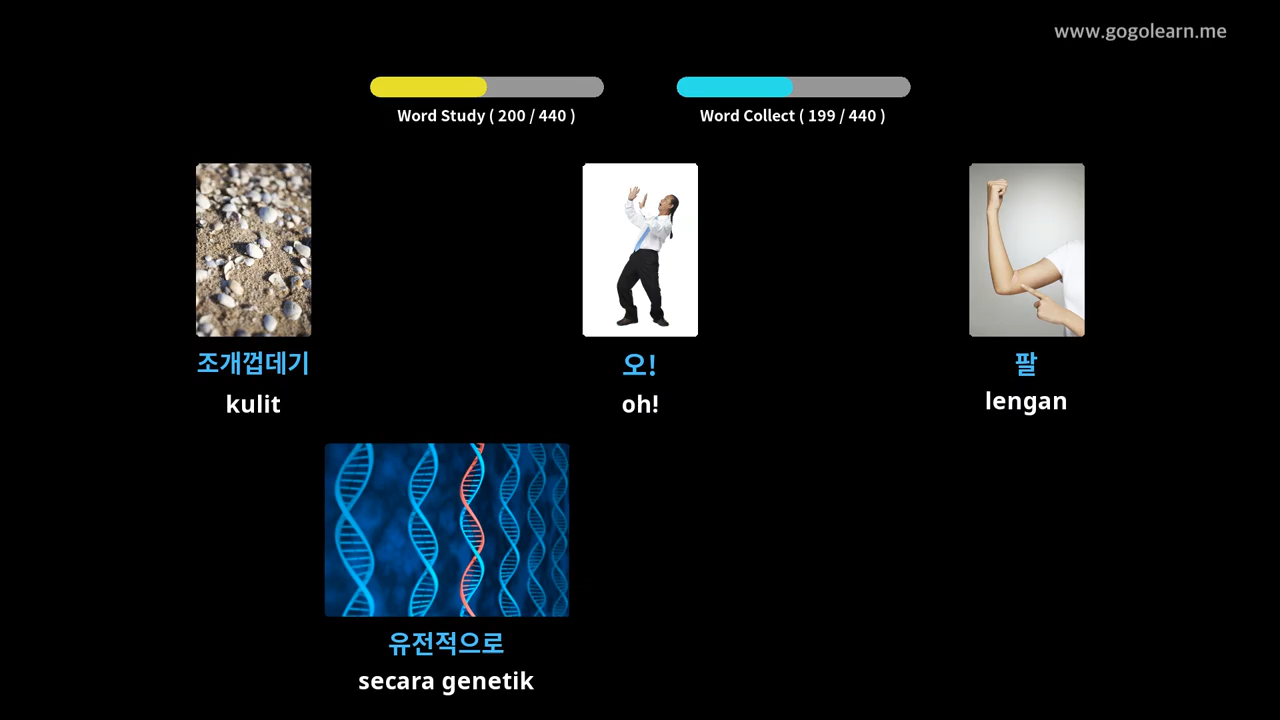 www.gogolearn.me
Word Study ( 200 / 440 )
Word Collect ( 199 / 440 )
조개껍데기
kulit
오!
oh!
팔
lengan
유전적으로
secara genetik